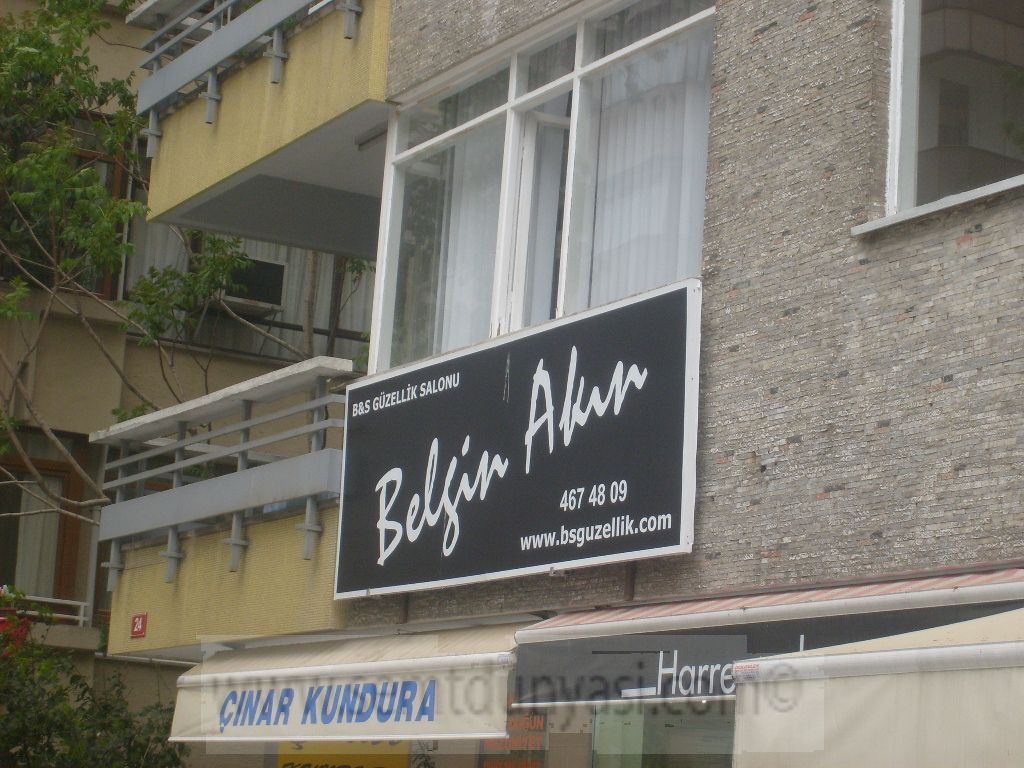 B&S GÜZELLİK SALONU
Belgin Akın
467 48 09
www.bsguzellik.com
24
ÇINAR KUNDURA
Harre